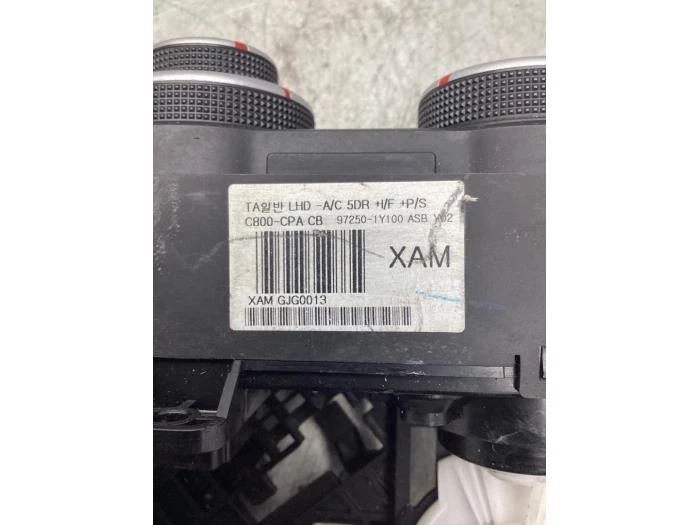 TA일반 LHD -A/C 5DR +I/F +P/S
C800-CPA CB 97250-1Y100 ASB
XAM
XAM GJG0013